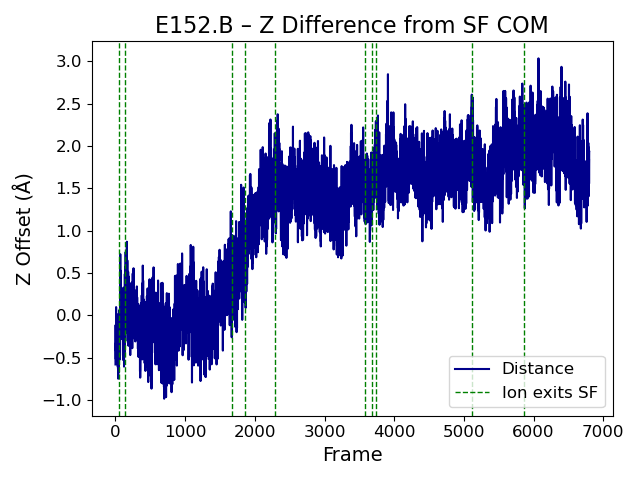 E152.B – Z Difference from SF COM
Z Offset (Å)
3.0
2.5
2.0
1.5
1.0
0.5
0.0
−0.5
−1.0
Distance
Ion exits SF
0 1000 2000 3000 4000 5000 6000 7000
Frame